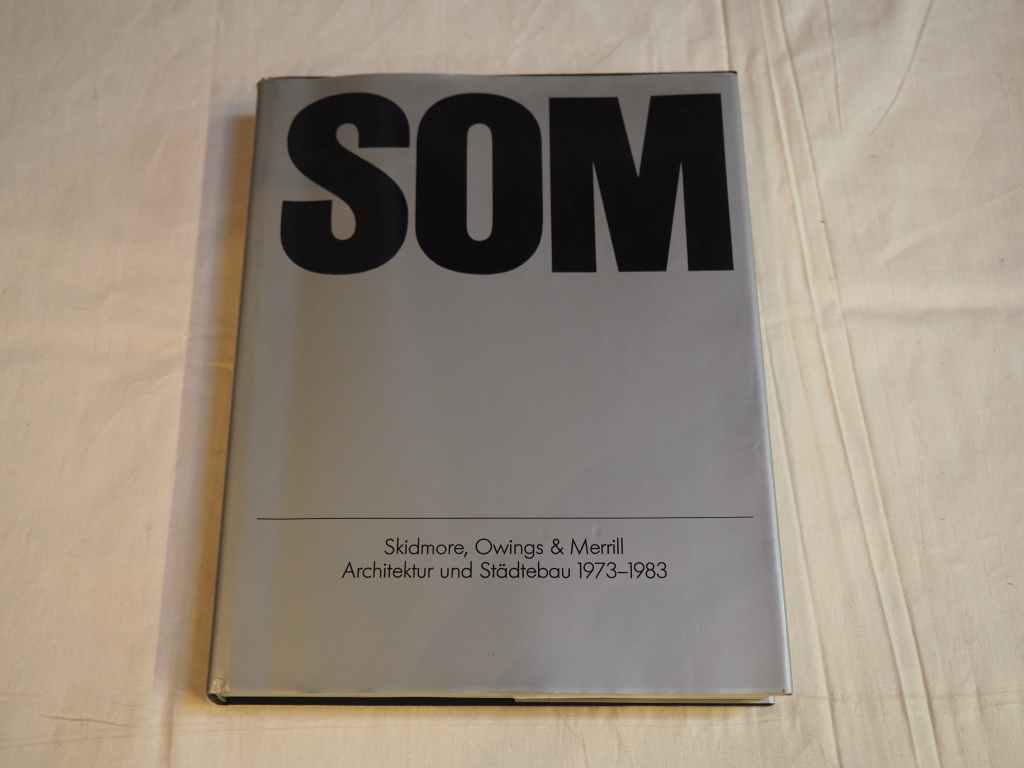 SOM
Skidmore, Owings & Merrill
Architektur und Städtebau 1973–1983